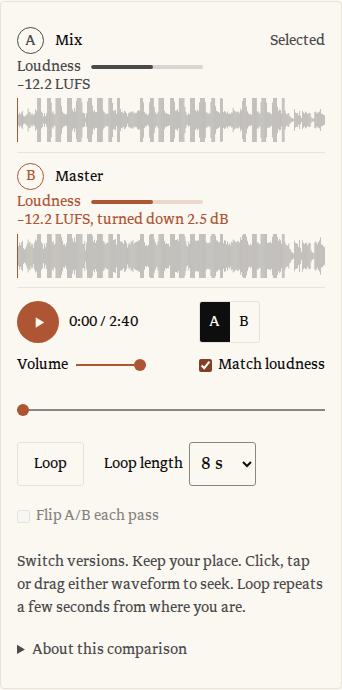 A Mix Selected
Loudness
−12.2 LUFS
B Master
Loudness
−12.2 LUFS, turned down 2.5 dB
0:00 / 2:40 A B
Volume Match loudness
Loop Loop length 8 s
Flip A/B each pass
Switch versions. Keep your place. Click, tap
or drag either waveform to seek. Loop repeats
a few seconds from where you are.
About this comparison